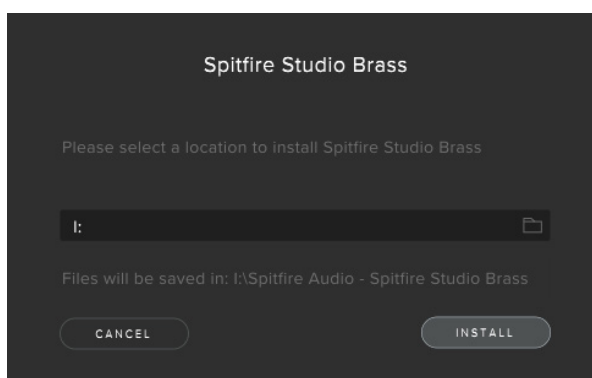 Spitfire Studio Brass
Please select a location to install Spitfire Studio Brass
I:
Files will be saved in: I:\Spitfire Audio - Spitfire Studio Brass
CANCEL
INSTALL